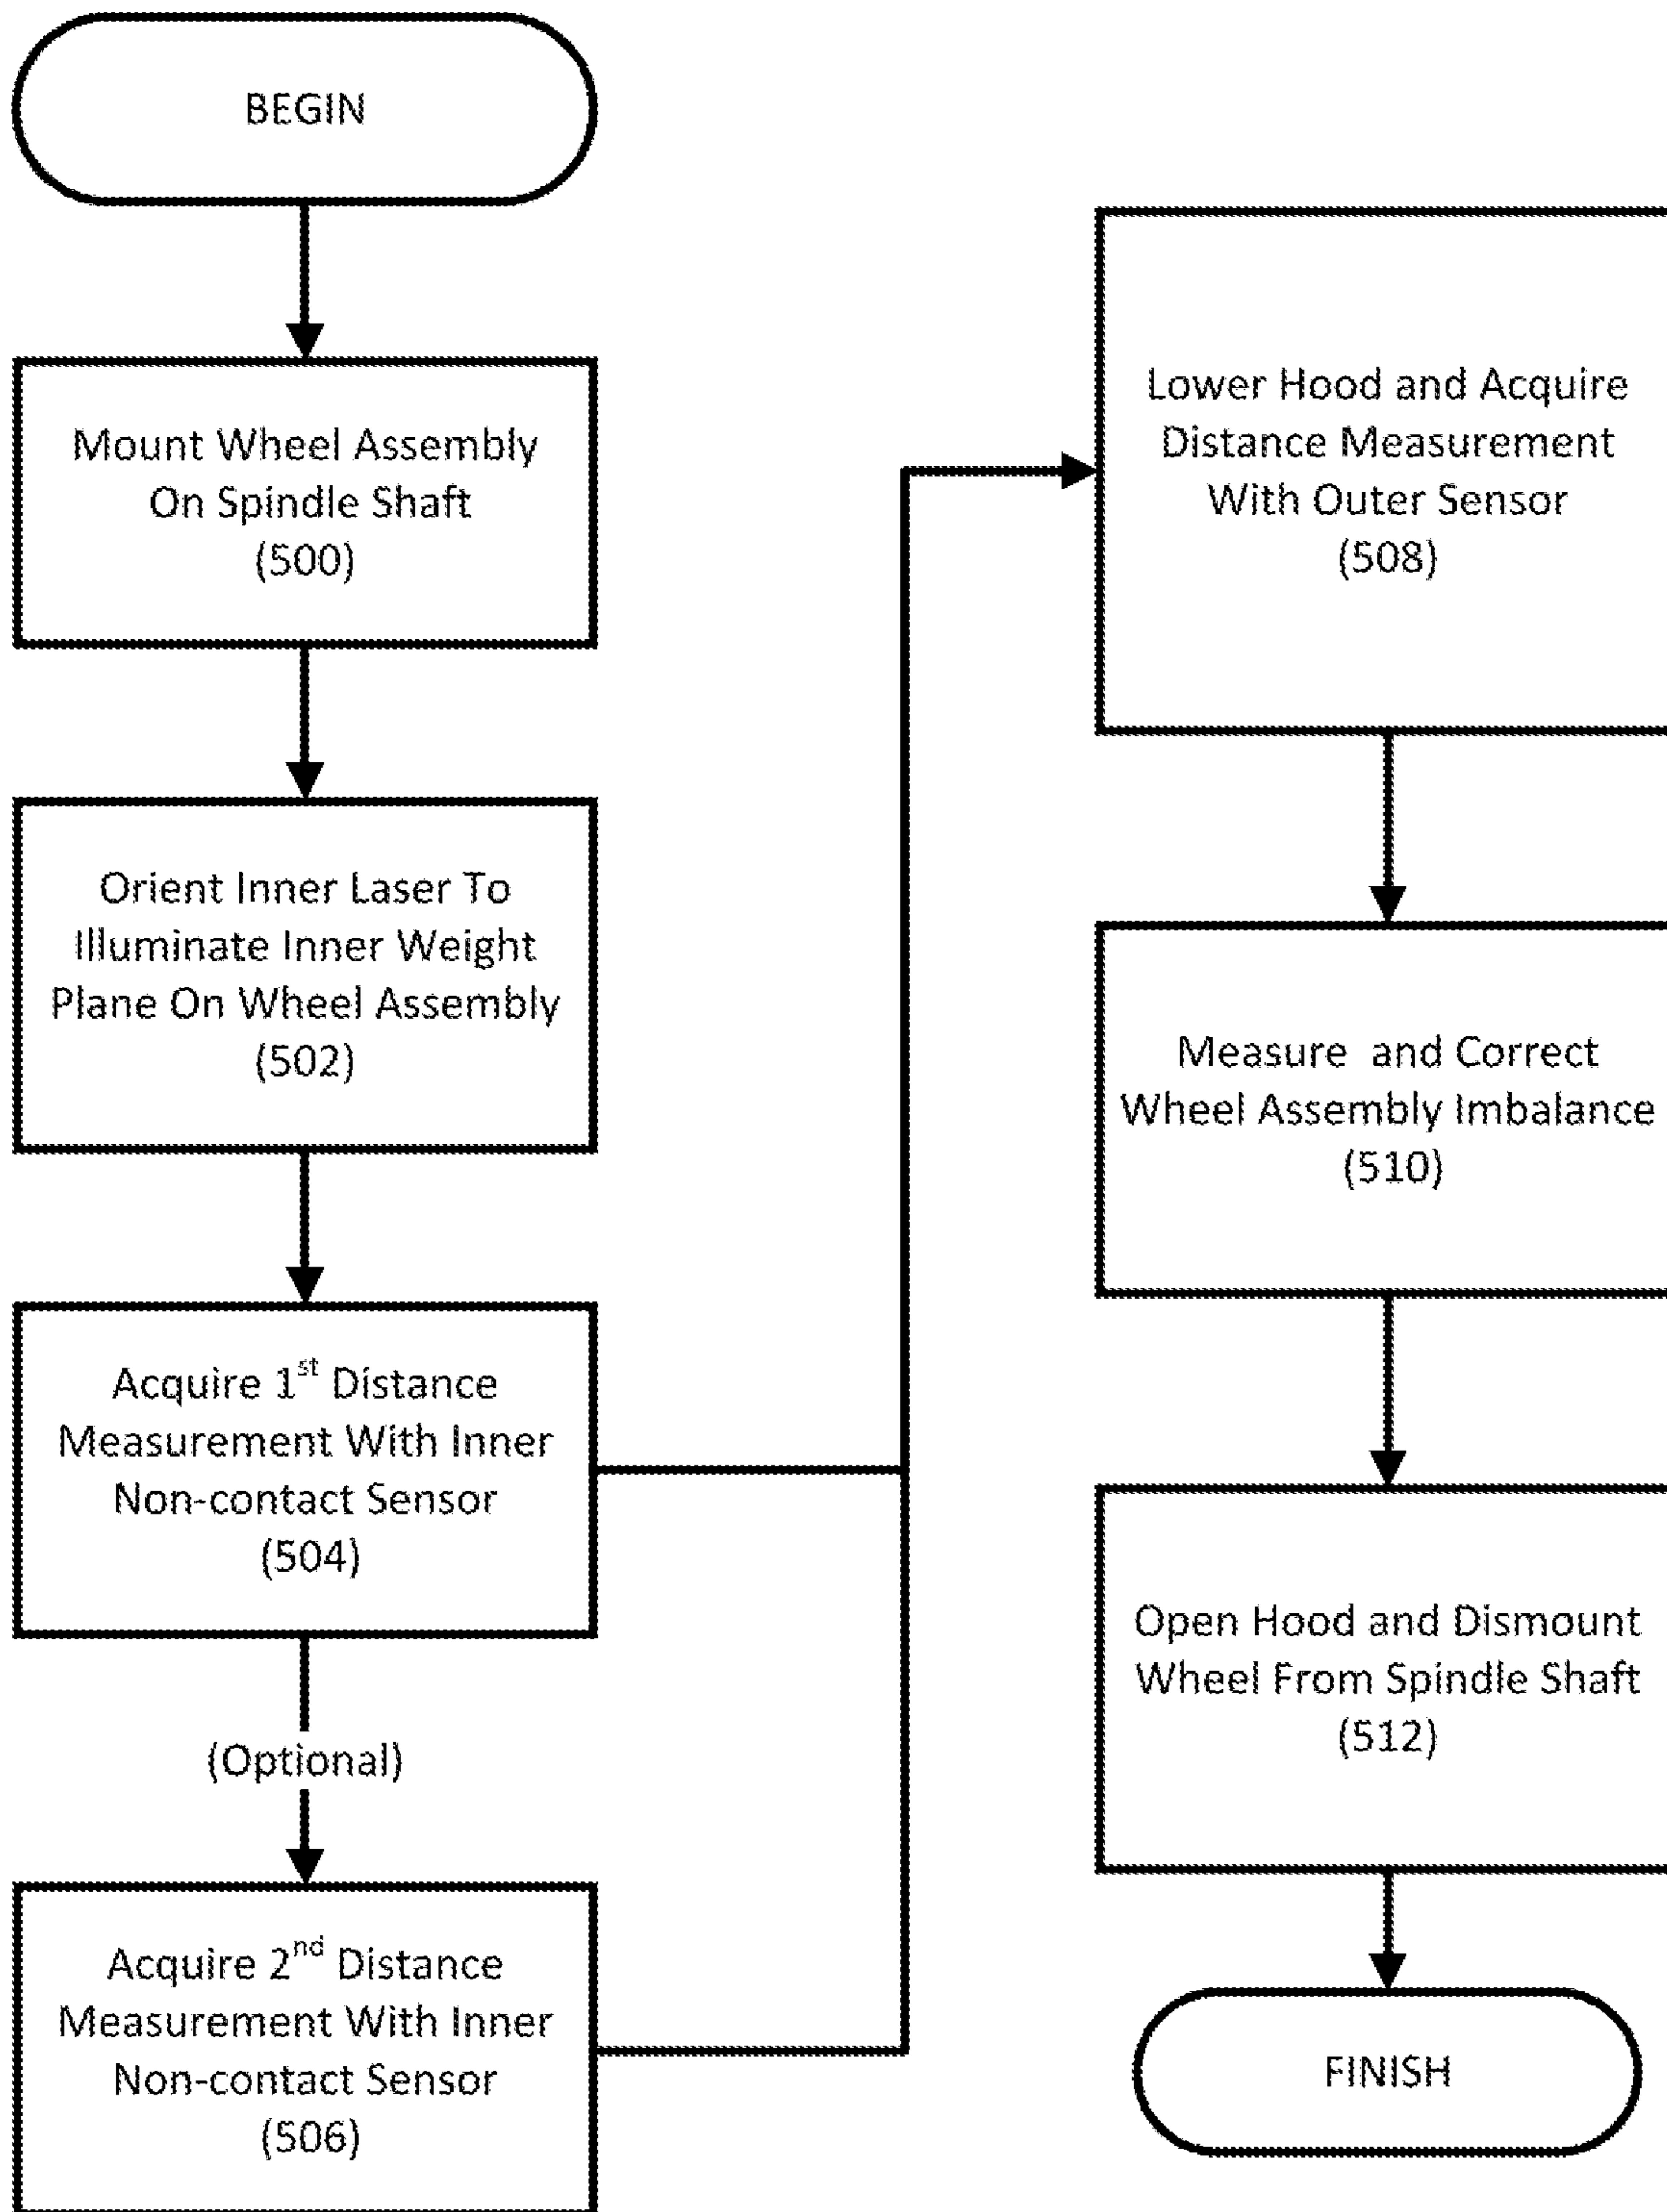 BEGIN
Mount Wheel Assembly
On Spindle Shaft
(500)
Orient Inner Laser To
Illuminate Inner Weight
Plane On Wheel Assembly
(502)
Acquire 1st Distance
Measurement With Inner
Non-contact Sensor
(504)
(Optional)
Acquire 2nd Distance
Measurement With Inner
Non-contact Sensor
(506)
Lower Hood and Acquire
Distance Measurement
With Outer Sensor
(508)
Measure and Correct
Wheel Assembly Imbalance
(510)
Open Hood and Dismount
Wheel From Spindle Shaft
(512)
FINISH